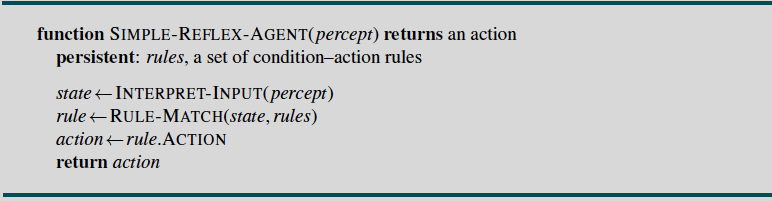 function SIMPLE-REFLEX-AGENT(percept) returns an action
persistent: rules, a set of condition–action rules
state←INTERPRET-INPUT(percept)
rule←RULE-MATCH(state, rules)
action←rule.ACTION
return action